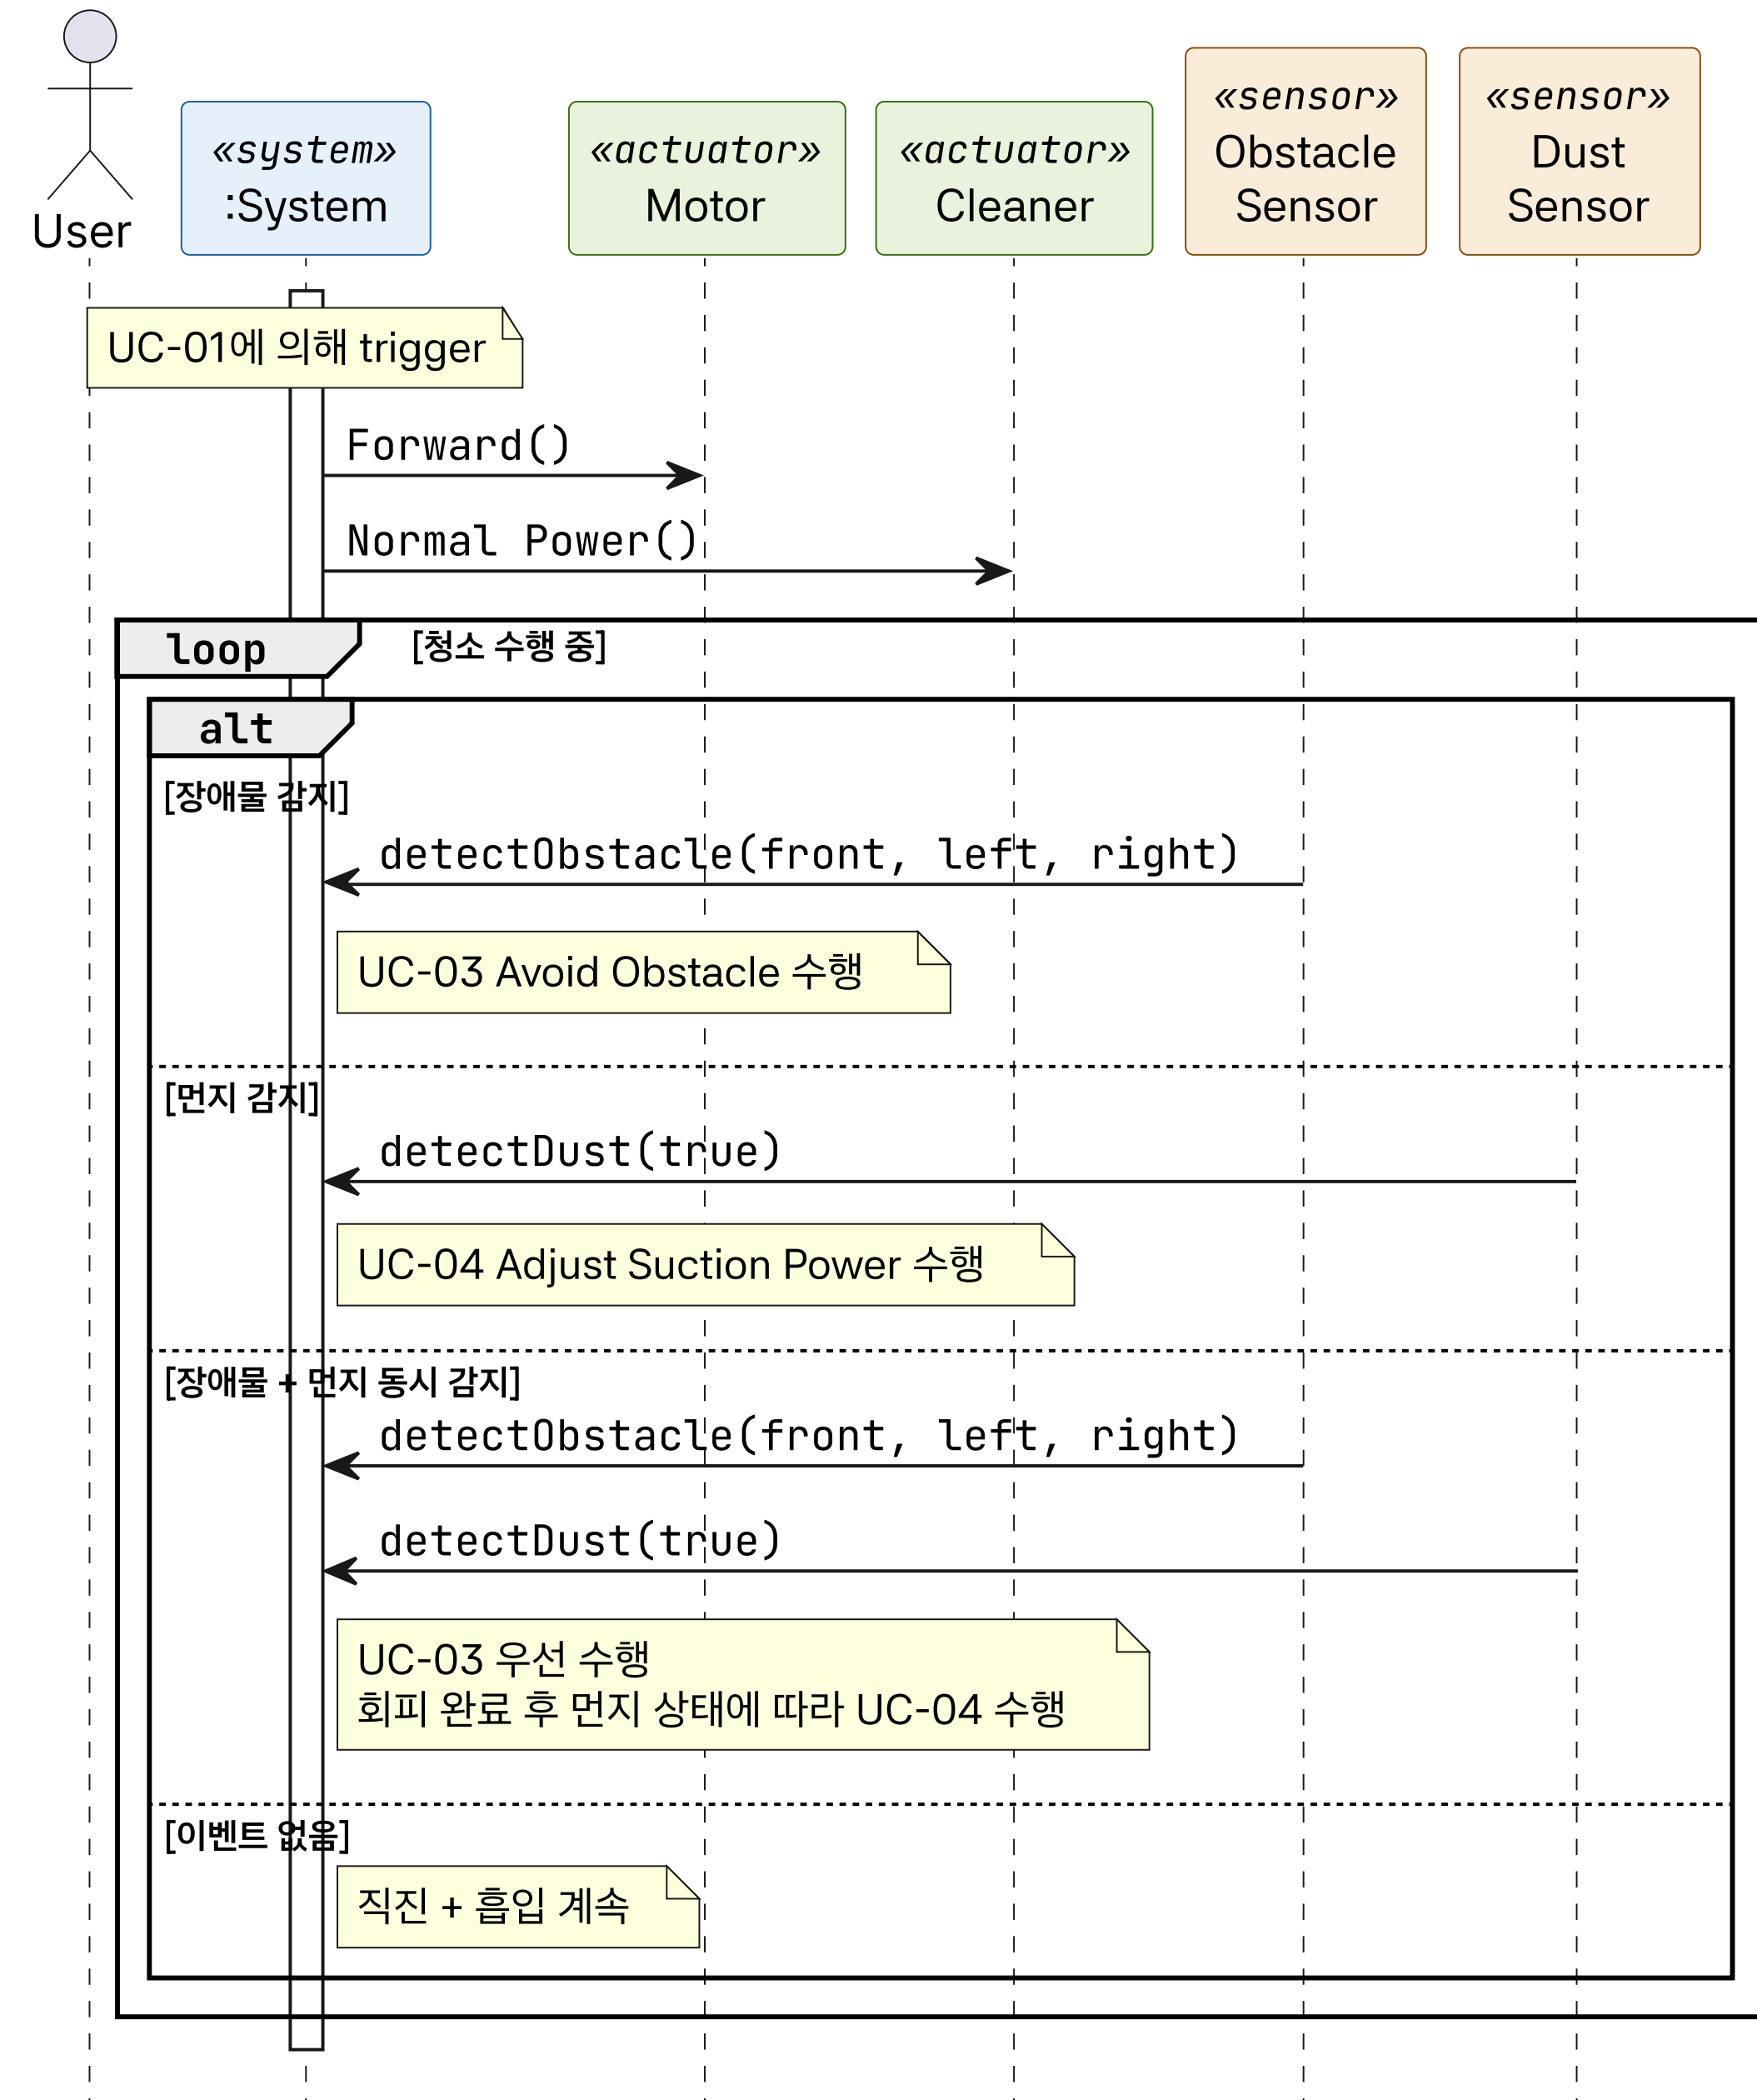 User
«system»
:System
«actuator»
Motor
«actuator»
Cleaner
«sensor»
Obstacle
Sensor
«sensor»
Dust
Sensor
UC-01에 의해 trigger
Forward()
Normal Power()
loop [청소 수행 중]
alt
[장애물 감지]
detectObstacle(front, left, right)
UC-03 Avoid Obstacle 수행
[먼지 감지]
detectDust(true)
UC-04 Adjust Suction Power 수행
[장애물 + 먼지 동시 감지]
detectObstacle(front, left, right)
detectDust(true)
UC-03 우선 수행
회피 완료 후 먼지 상태에 따라 UC-04 수행
[이벤트 없음]
직진 + 흡입 계속